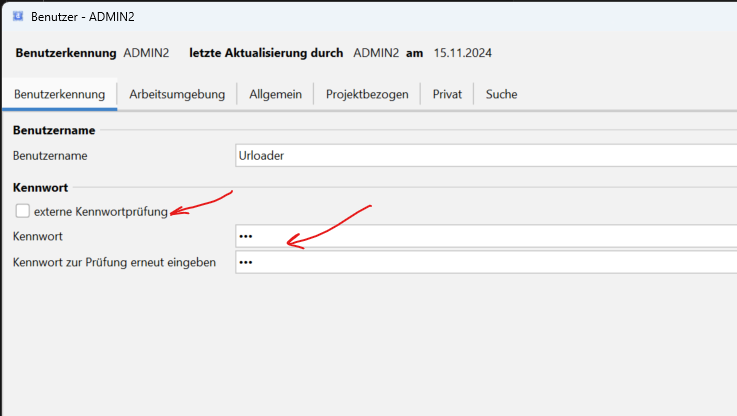 Benutzer - ADMIN2
Benutzerkennung ADMIN2 letzte Aktualisierung durch ADMIN2 am 15.11.2024
Benutzerkennung Arbeitsumgebung Allgemein Projektbezogen Privat Suche
Benutzername
Benutzername Urloader
Kennwort
externe Kennwortprüfung
Kennwort •••
Kennwort zur Prüfung erneut eingeben •••